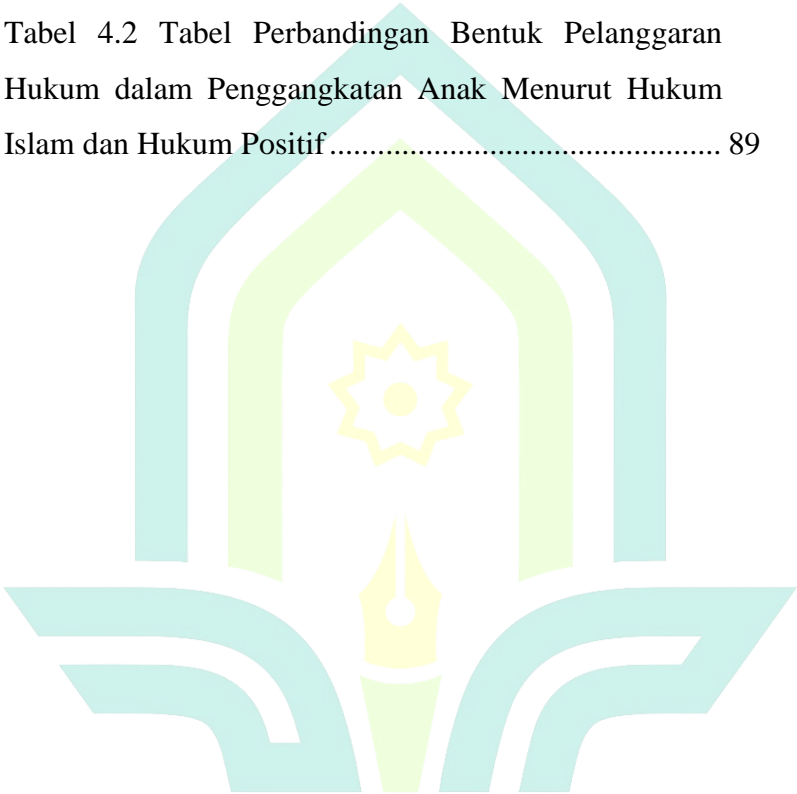 Tabel 4.2 Tabel Perbandingan Bentuk Pelanggaran
Hukum dalam Penggangkatan Anak Menurut Hukum
Islam dan Hukum Positif ................................................. 89